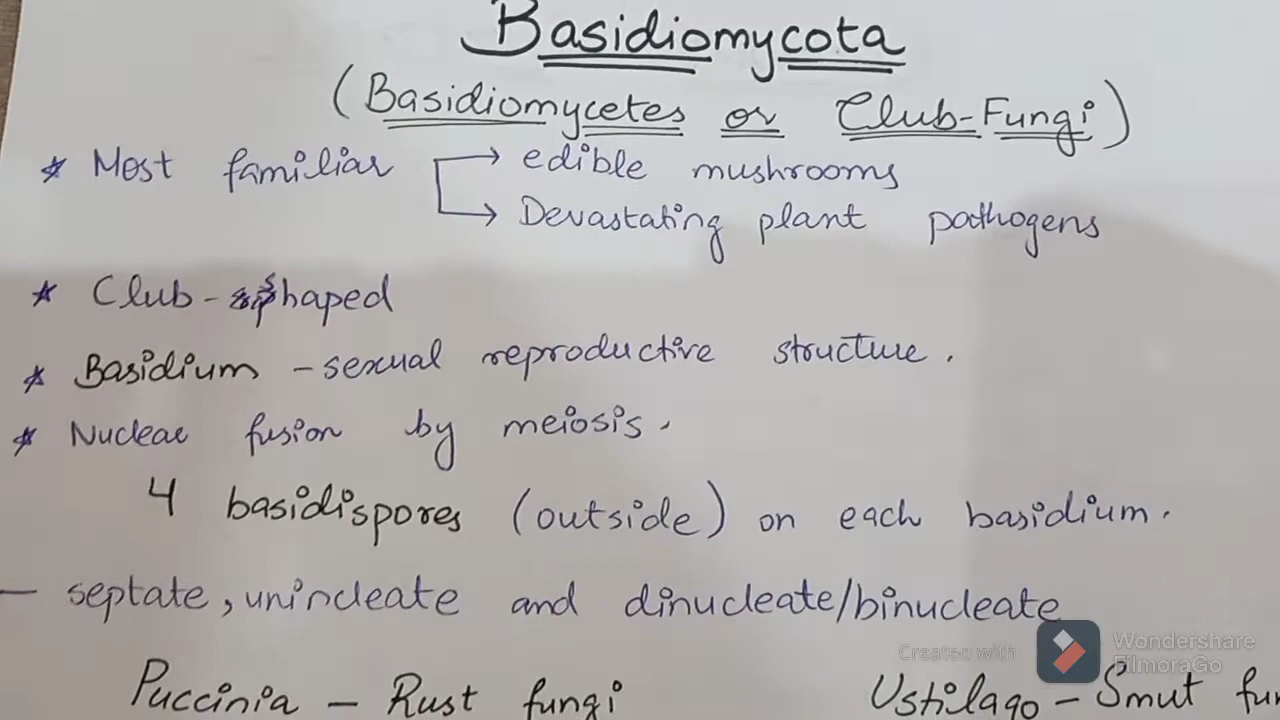 Basidiomycota
(Basidiomycetes or Club-Fungi)
* Most familiar → edible mushrooms
→ Devastating plant pathogens
* Club-shaped
* Basidium - sexual reproductive structure.
* Nuclear fusion by meiosis.
4 basidispores (outside) on each basidium.
— septate, unincleate and dinucleate/binucleate
Created with Wondershare FilmoraGo
Puccinia - Rust fungi Ustilago - Smut fun